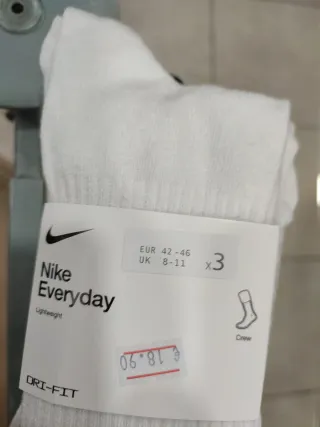 EUR 42-46
UK 8-11
x3
Nike
Everyday
Lightweight
Crew
€ 18.90
DRI-FIT